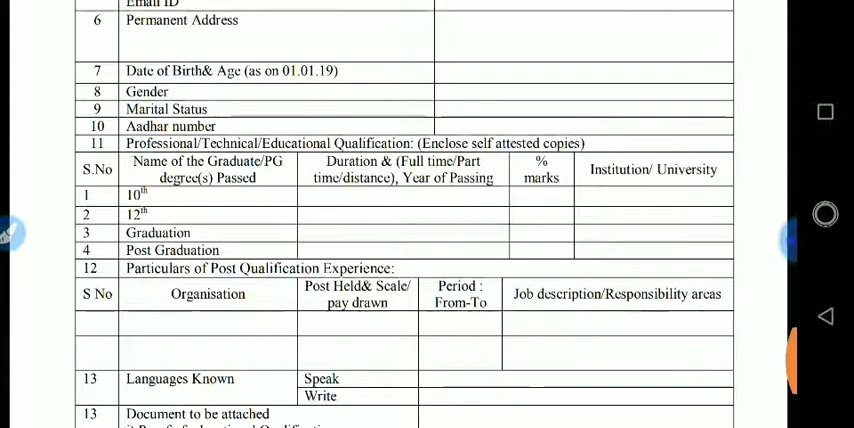 Email ID
6 Permanent Address
7 Date of Birth& Age (as on 01.01.19)
8 Gender
9 Marital Status
10 Aadhar number
11 Professional/Technical/Educational Qualification: (Enclose self attested copies)
S.No Name of the Graduate/PG degree(s) Passed Duration & (Full time/Part time/distance), Year of Passing % marks Institution/ University
1 10th
2 12th
3 Graduation
4 Post Graduation
12 Particulars of Post Qualification Experience:
S No Organisation Post Held& Scale/ pay drawn Period : From-To Job description/Responsibility areas
13 Languages Known Speak
Write
13 Document to be attached